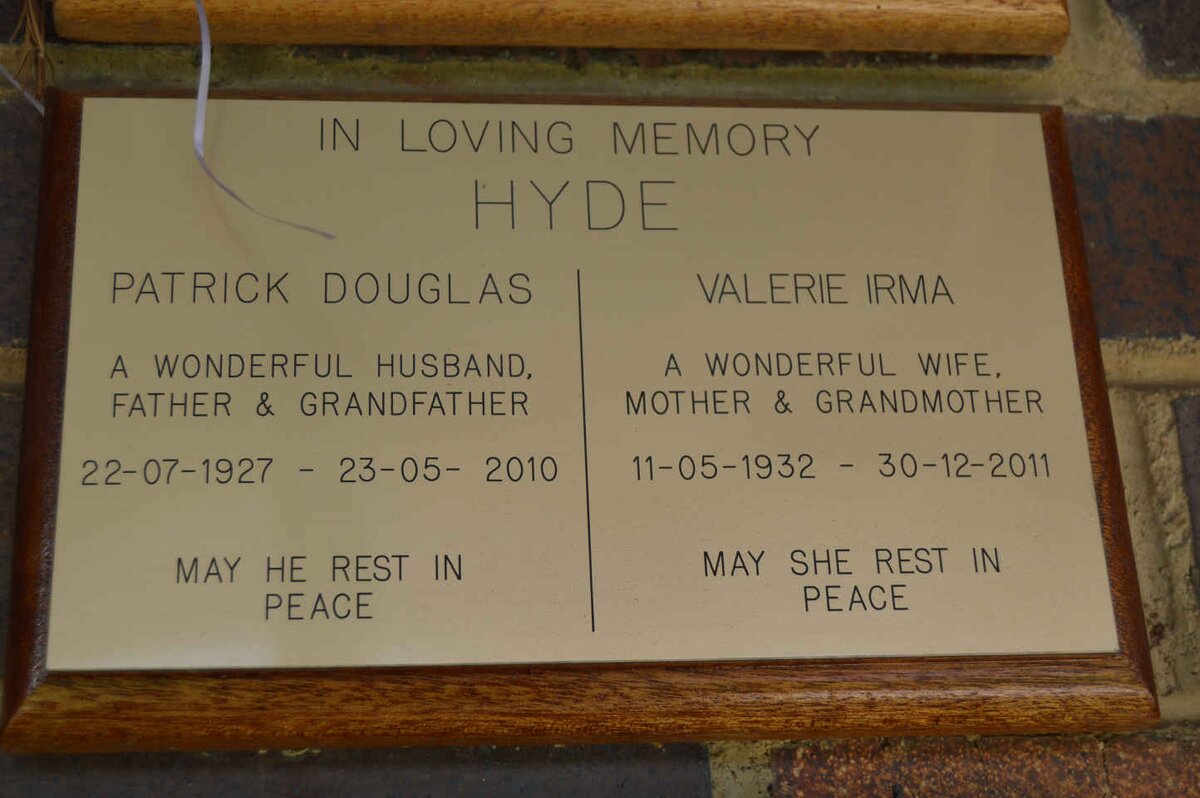 IN LOVING MEMORY
HYDE
PATRICK DOUGLAS
A WONDERFUL HUSBAND,
FATHER & GRANDFATHER
22-07-1927 - 23-05- 2010
MAY HE REST IN
PEACE
VALERIE IRMA
A WONDERFUL WIFE,
MOTHER & GRANDMOTHER
11-05-1932 - 30-12-2011
MAY SHE REST IN
PEACE